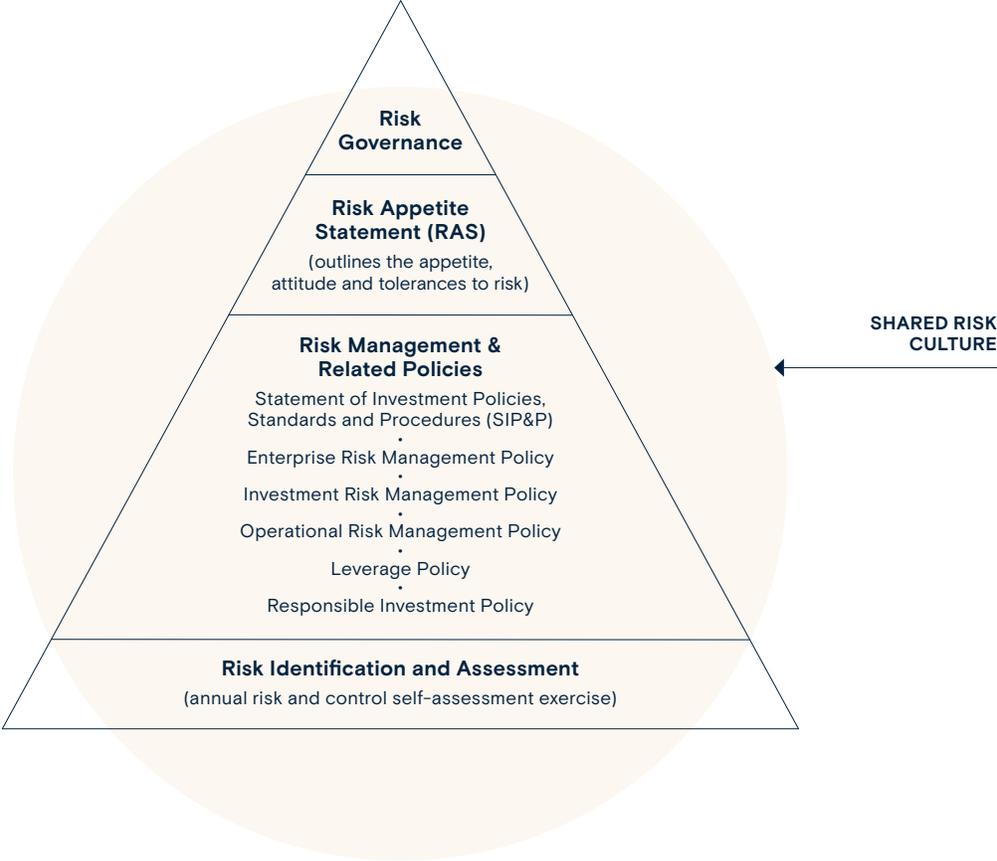 Risk
Governance
Risk Appetite
Statement (RAS)
(outlines the appetite,
attitude and tolerances to risk)
Risk Management &
Related Policies
Statement of Investment Policies,
Standards and Procedures (SIP&P)
•
Enterprise Risk Management Policy
•
Investment Risk Management Policy
•
Operational Risk Management Policy
•
Leverage Policy
•
Responsible Investment Policy
Risk Identification and Assessment
(annual risk and control self-assessment exercise)
SHARED RISK
CULTURE